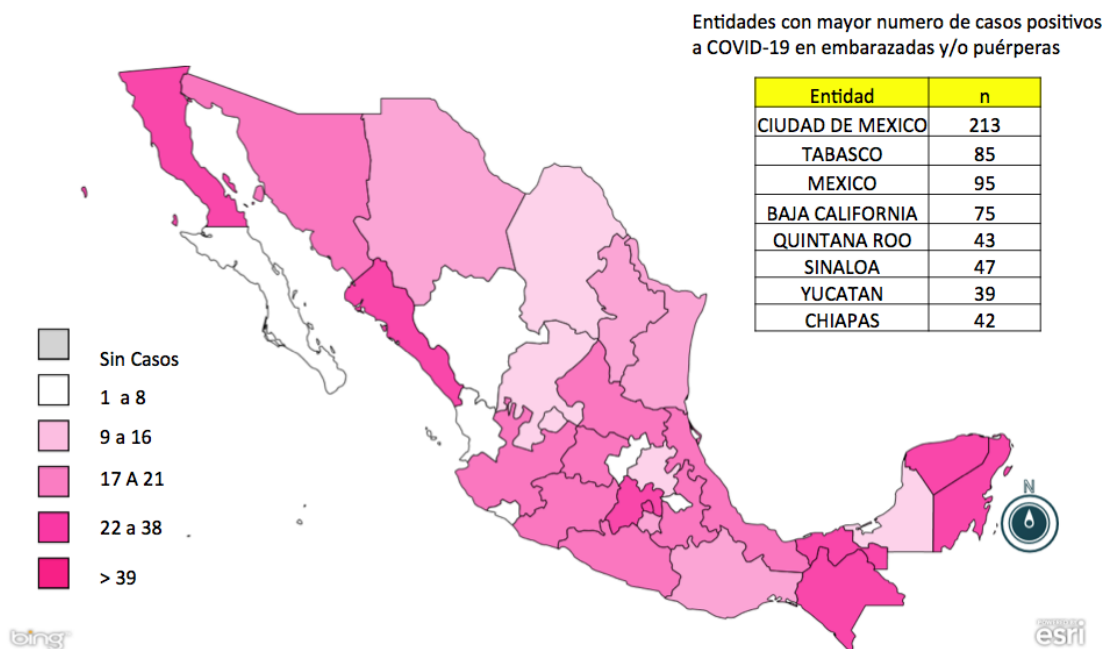 Entidades con mayor numero de casos positivos
a COVID-19 en embarazadas y/o puérperas
Entidad n
CIUDAD DE MEXICO 213
TABASCO 85
MEXICO 95
BAJA CALIFORNIA 75
QUINTANA ROO 43
SINALOA 47
YUCATAN 39
CHIAPAS 42
Sin Casos
1 a 8
9 a 16
17 A 21
22 a 38
> 39
N
bing
esri